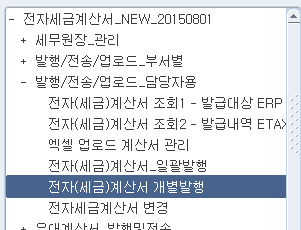 - 전자세금계산서_NEW_20150801
+ 세무원장_관리
+ 발행/전송/업로드_부서별
- 발행/전송/업로드_담당자용
전자(세금)계산서 조회1 - 발급대상 ERP
전자(세금)계산서 조회2 - 발급내역 ETAX
엑셀 업로드 계산서 관리
전자(세금)계산서_일괄발행
전자(세금)계산서 개별발행
전자세금계산서 변경